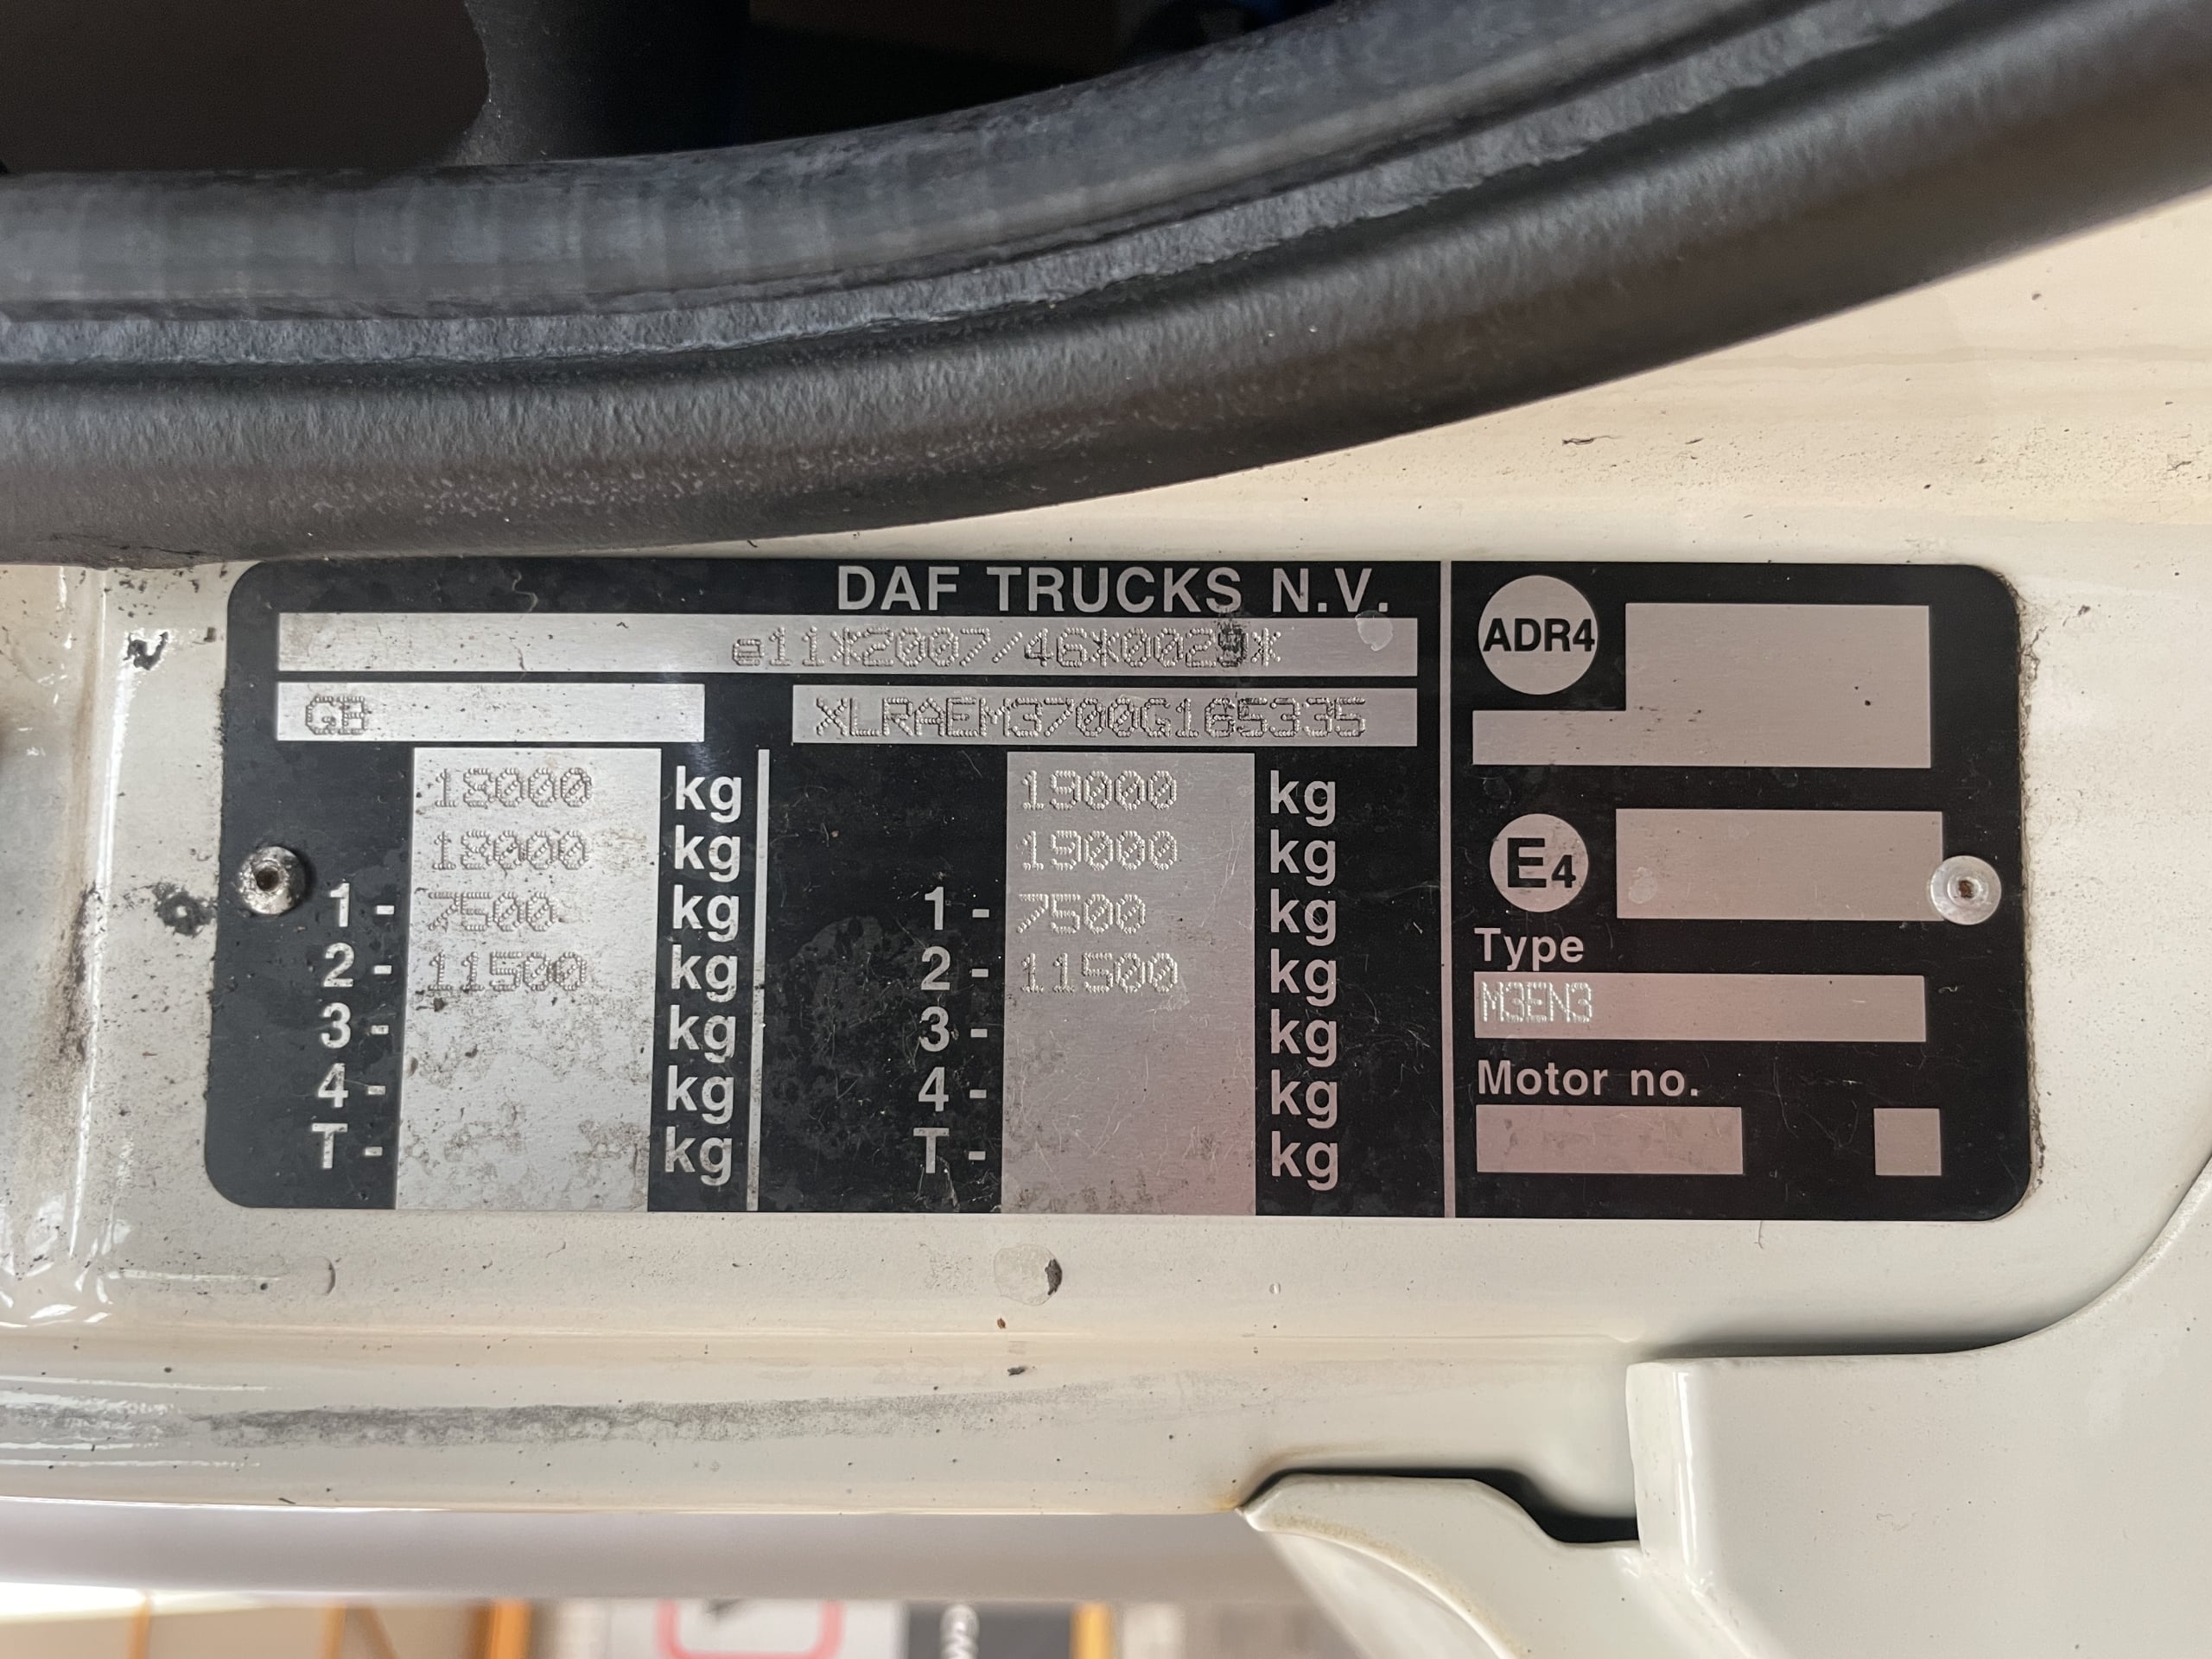 DAF TRUCKS N.V.
e11*2007/46*0029*
GB XLRAEM3700G165335
18000 kg 19000 kg
18000 kg 19000 kg
1 - 7500 kg 1 - 7500 kg
2 - 11500 kg 2 - 11500 kg
3 - kg 3 - kg
4 - kg 4 - kg
T - kg T - kg
ADR4
E4
Type
M3EN3
Motor no.